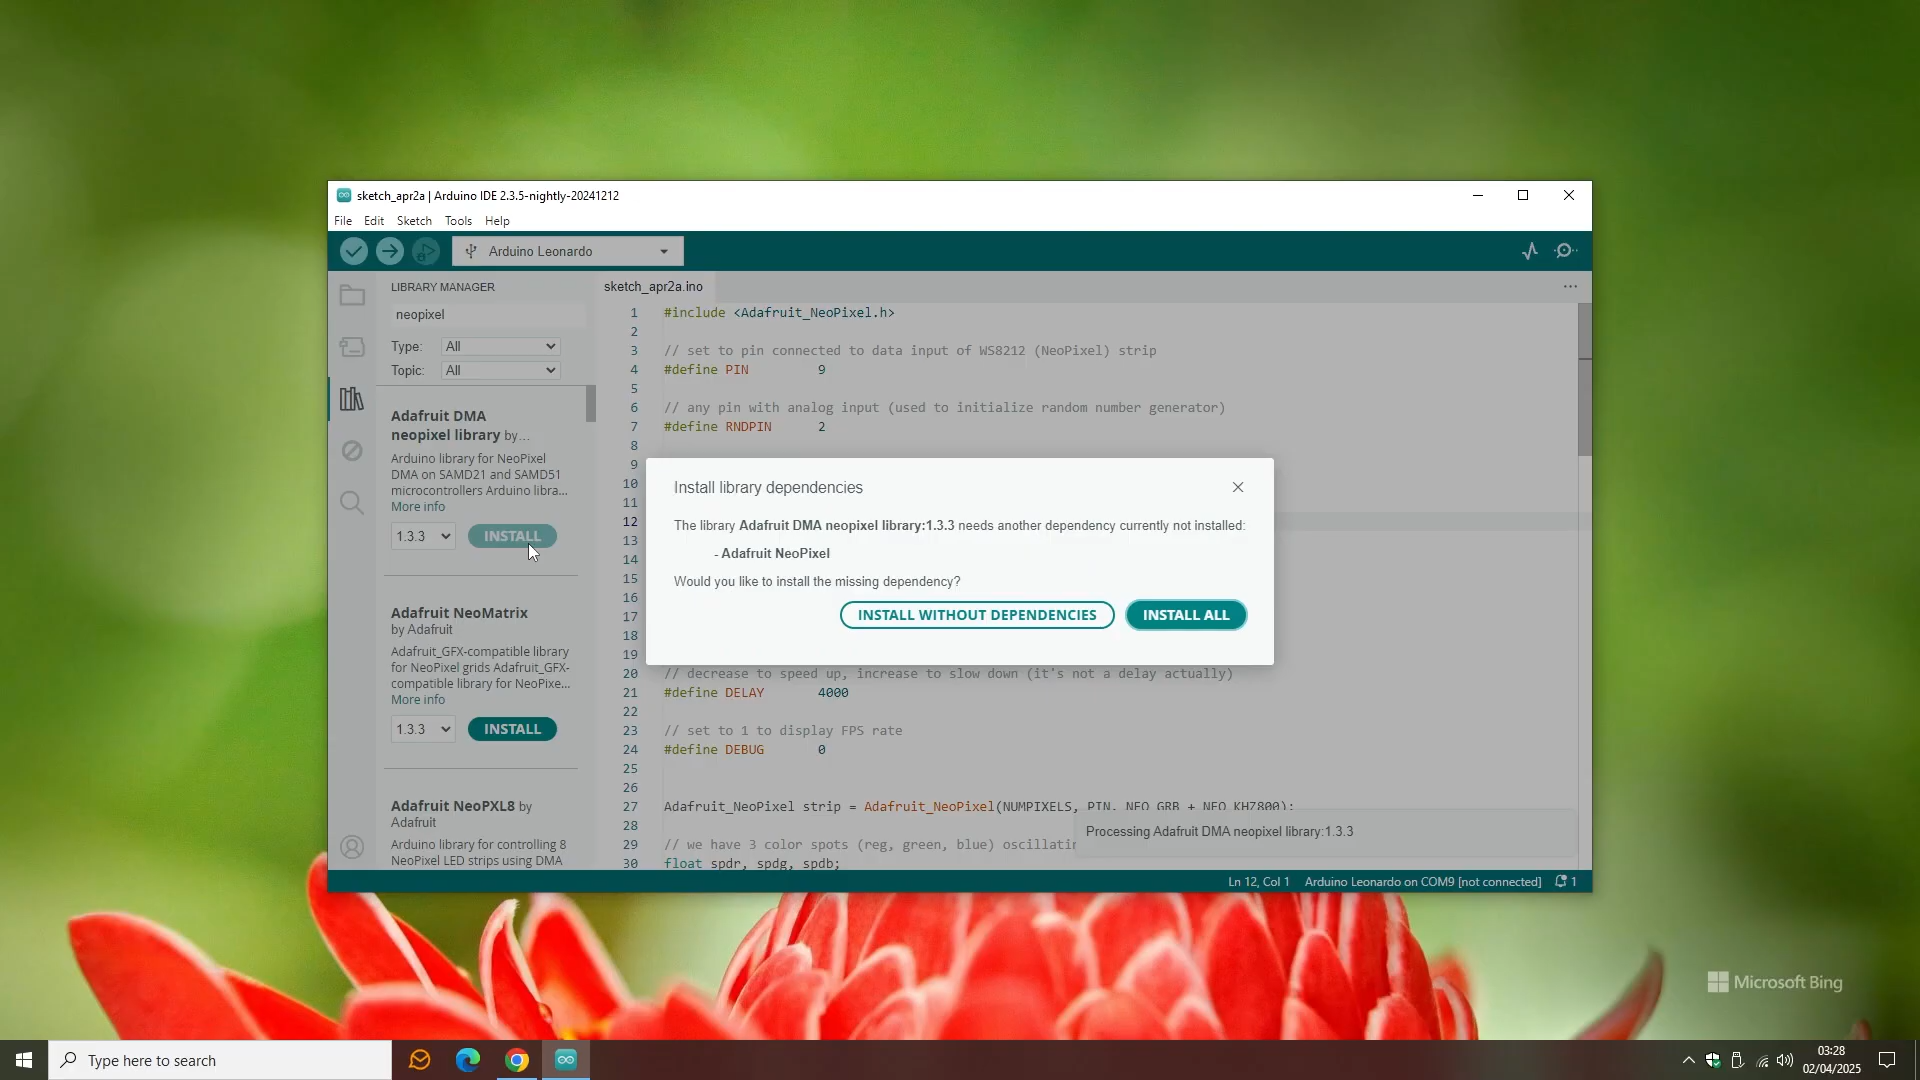 sketch_apr2a | Arduino IDE 2.3.5-nightly-20241212
File Edit Sketch Tools Help
Arduino Leonardo
LIBRARY MANAGER
neopixel
Type: All
Topic: All
Adafruit DMA
neopixel library by...
Arduino library for NeoPixel
DMA on SAMD21 and SAMD51
microcontrollers Arduino libra...
More info
1.3.3 INSTALL
Adafruit NeoMatrix
by Adafruit
Adafruit_GFX-compatible library
for NeoPixel grids Adafruit_GFX-
compatible library for NeoPixe...
More info
1.3.3 INSTALL
Adafruit NeoPXL8 by
Adafruit
Arduino library for controlling 8
NeoPixel LED strips using DMA
sketch_apr2a.ino
1 #include <Adafruit_NeoPixel.h>
2
3 // set to pin connected to data input of WS8212 (NeoPixel) strip
4 #define PIN 9
5
6 // any pin with analog input (used to initialize random number generator)
7 #define RNDPIN 2
8
9
10
11
12
13
14
15
16
17
18
19
20 // decrease to speed up, increase to slow down (it's not a delay actually)
21 #define DELAY 4000
22
23 // set to 1 to display FPS rate
24 #define DEBUG 0
25
26
27 Adafruit_NeoPixel strip = Adafruit_NeoPixel(NUMPIXELS, PIN, NEO_GRB + NEO_KHZ800);
28
29 // we have 3 color spots (reg, green, blue) oscillatin
30 float spdr, spdg, spdb;
Install library dependencies
The library Adafruit DMA neopixel library:1.3.3 needs another dependency currently not installed:
- Adafruit NeoPixel
Would you like to install the missing dependency?
INSTALL WITHOUT DEPENDENCIES INSTALL ALL
Processing Adafruit DMA neopixel library:1.3.3
Ln 12, Col 1 Arduino Leonardo on COM9 [not connected] 1
Microsoft Bing
Type here to search
03:28
02/04/2025